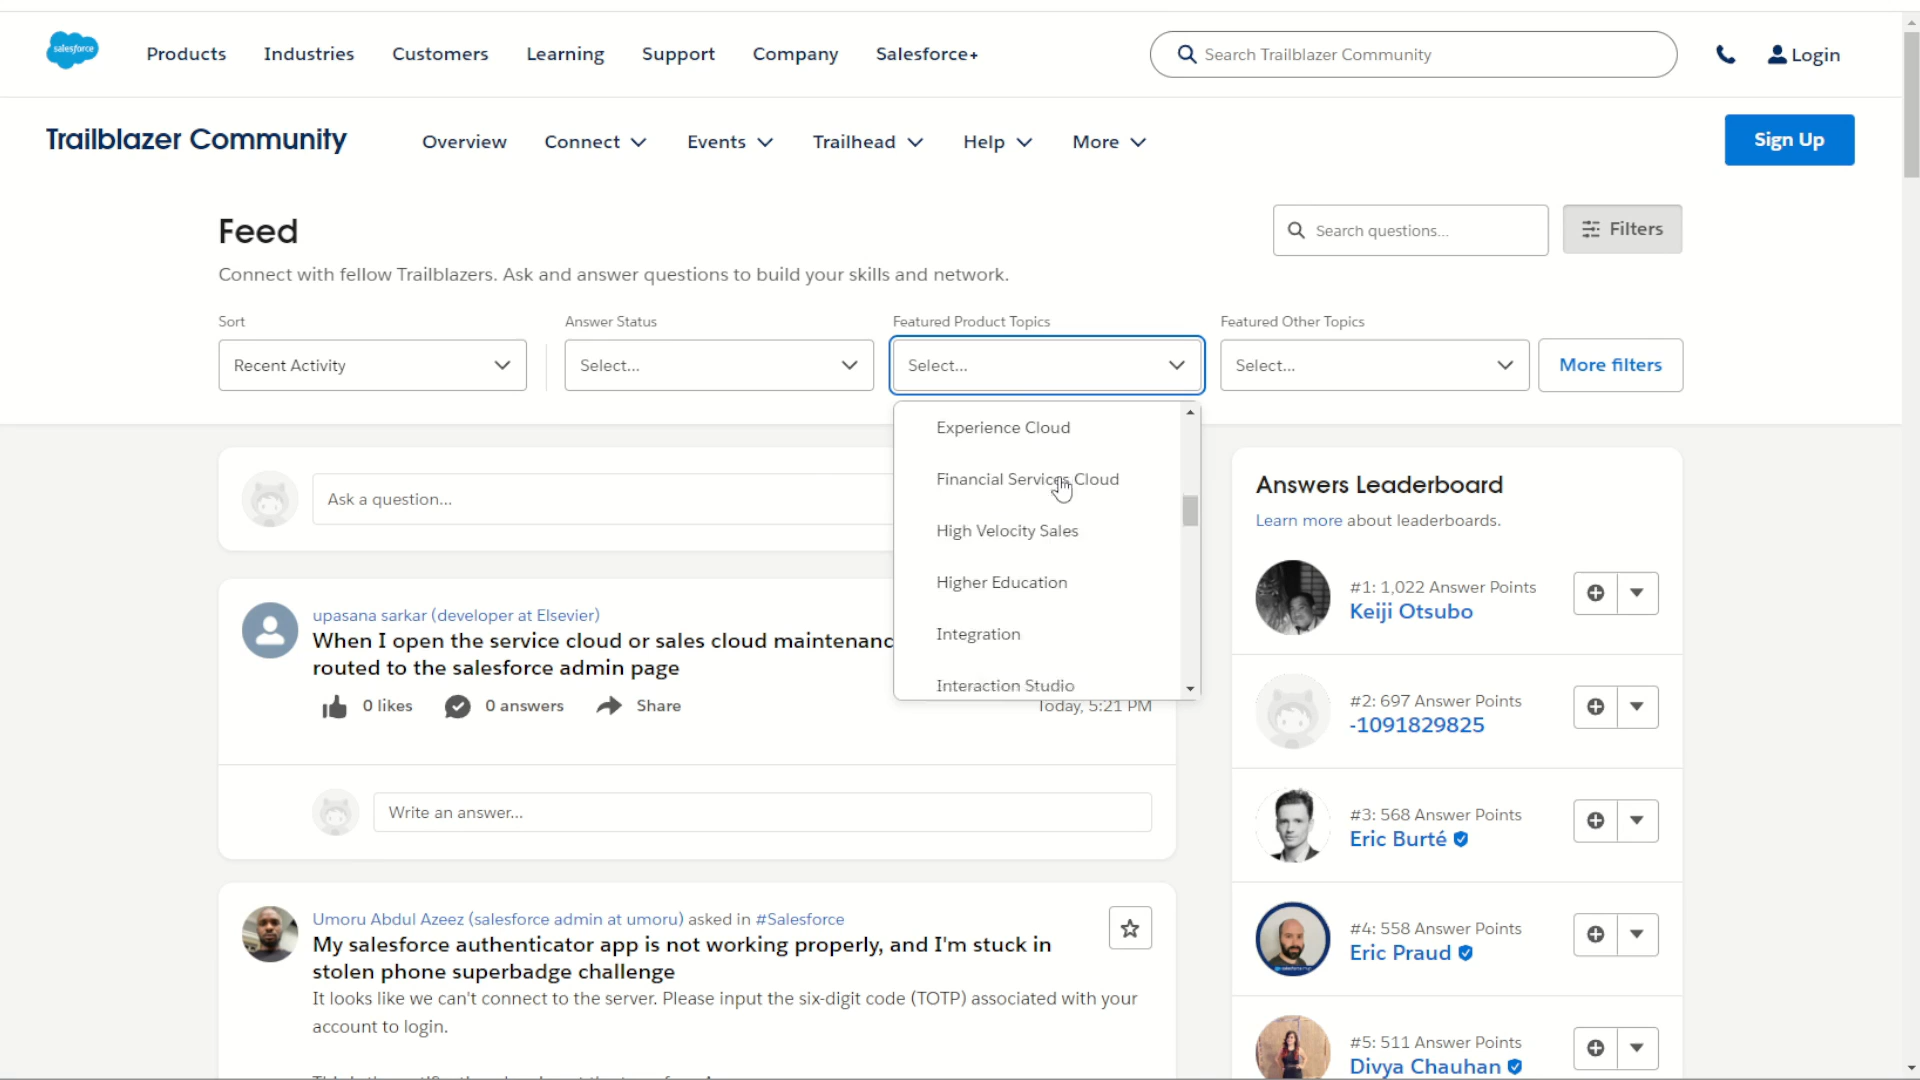 salesforce
Products
Industries
Customers
Learning
Support
Company
Salesforce+
Search Trailblazer Community
Login
Trailblazer Community
Overview
Connect
Events
Trailhead
Help
More
Sign Up
Feed
Search questions...
Filters
Connect with fellow Trailblazers. Ask and answer questions to build your skills and network.
Sort
Answer Status
Featured Product Topics
Featured Other Topics
Recent Activity
Select...
Select...
Select...
More filters
Experience Cloud
Financial Services Cloud
High Velocity Sales
Higher Education
Integration
Interaction Studio
Ask a question...
upasana sarkar (developer at Elsevier)
When I open the service cloud or sales cloud maintenanc
routed to the salesforce admin page
0 likes
0 answers
Share
Today, 5:21 PM
Write an answer...
Umoru Abdul Azeez (salesforce admin at umoru) asked in #Salesforce
My salesforce authenticator app is not working properly, and I'm stuck in
stolen phone superbadge challenge
It looks like we can't connect to the server. Please input the six-digit code (TOTP) associated with your
account to login.
Answers Leaderboard
Learn more about leaderboards.
#1: 1,022 Answer Points
Keiji Otsubo
#2: 697 Answer Points
-1091829825
#3: 568 Answer Points
Eric Burté
#4: 558 Answer Points
Eric Praud
#5: 511 Answer Points
Divya Chauhan